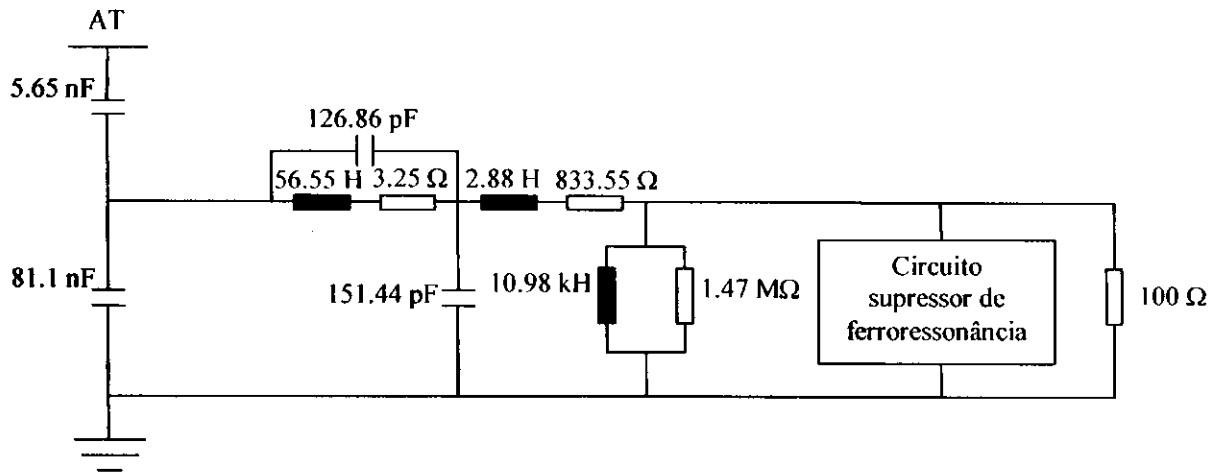 AT
5.65 nF
126.86 pF
56.55 H
3.25 Ω
2.88 H
833.55 Ω
81.1 nF
151.44 pF
10.98 kH
1.47 MΩ
Circuito
supressor de
ferroressonância
100 Ω